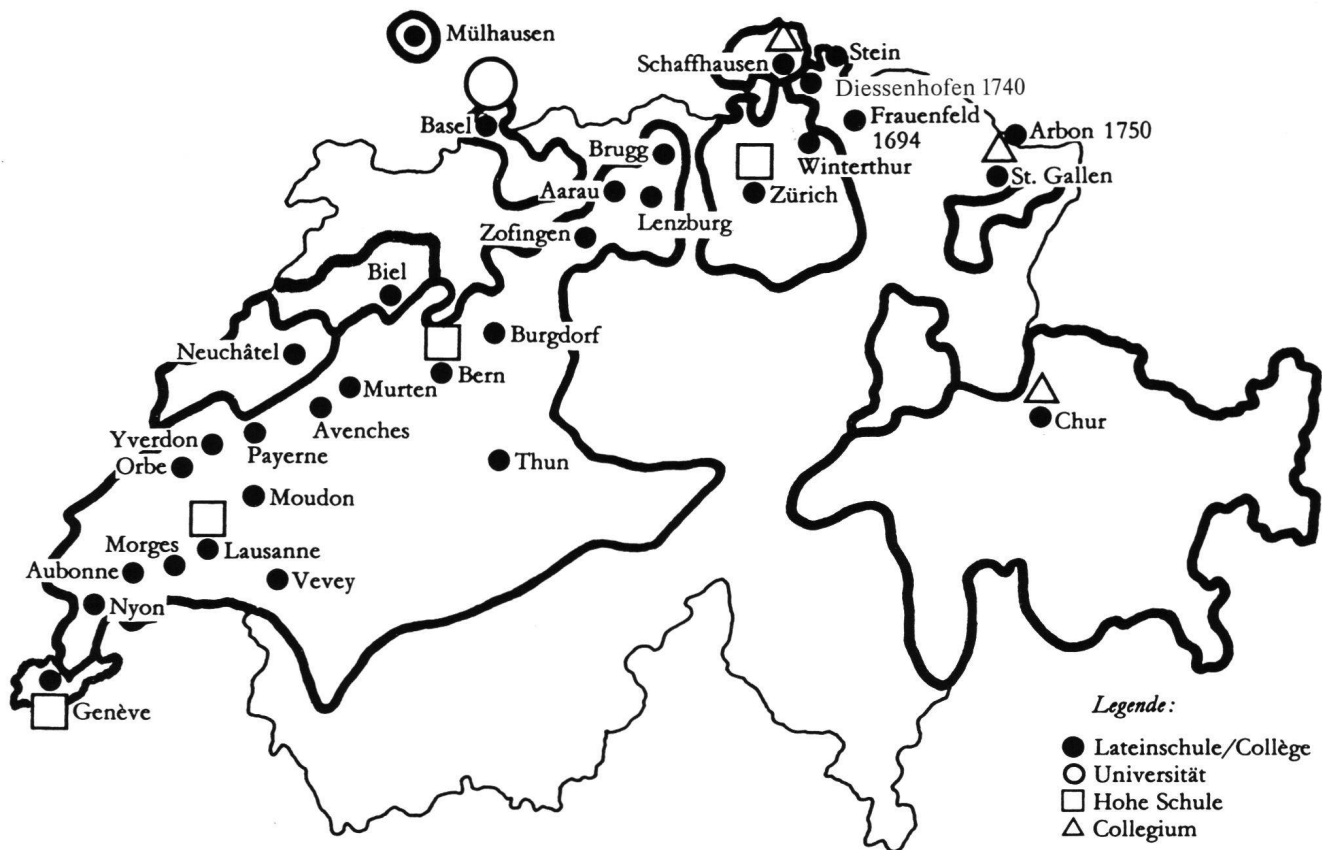 Mülhausen
Schaffhausen
Stein
Diessenhofen 1740
Basel
Frauenfeld
1694
Arbon 1750
Brugg
Winterthur
St. Gallen
Aarau
Lenzburg
Zürich
Zofingen
Biel
Burgdorf
Neuchâtel
Bern
Murten
Avenches
Chur
Yverdon
Payerne
Orbe
Thun
Moudon
Morges
Lausanne
Aubonne
Vevey
Nyon
Genève
Legende:
Lateinschule/Collège
Universität
Hohe Schule
Collegium